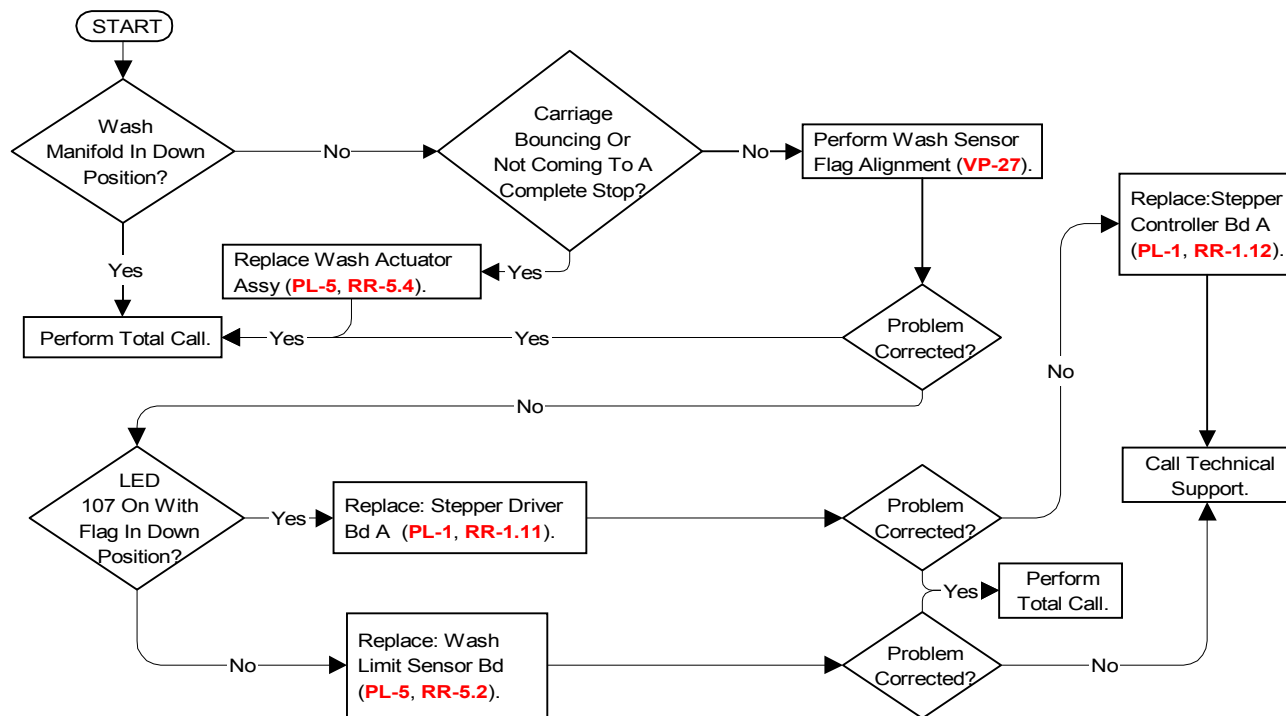 START
Wash
Manifold In Down
Position?
No
Carriage
Bouncing Or
Not Coming To A
Complete Stop?
No
Perform Wash Sensor
Flag Alignment (VP-27).
Replace:Stepper
Controller Bd A
(PL-1, RR-1.12).
Yes
Replace Wash Actuator
Assy (PL-5, RR-5.4).
Yes
Perform Total Call.
Yes
Yes
Problem
Corrected?
No
No
LED
107 On With
Flag In Down
Position?
Yes
Replace: Stepper Driver
Bd A (PL-1, RR-1.11).
Problem
Corrected?
Call Technical
Support.
Yes
Perform
Total Call.
No
Replace: Wash
Limit Sensor Bd
(PL-5, RR-5.2).
Problem
Corrected?
No